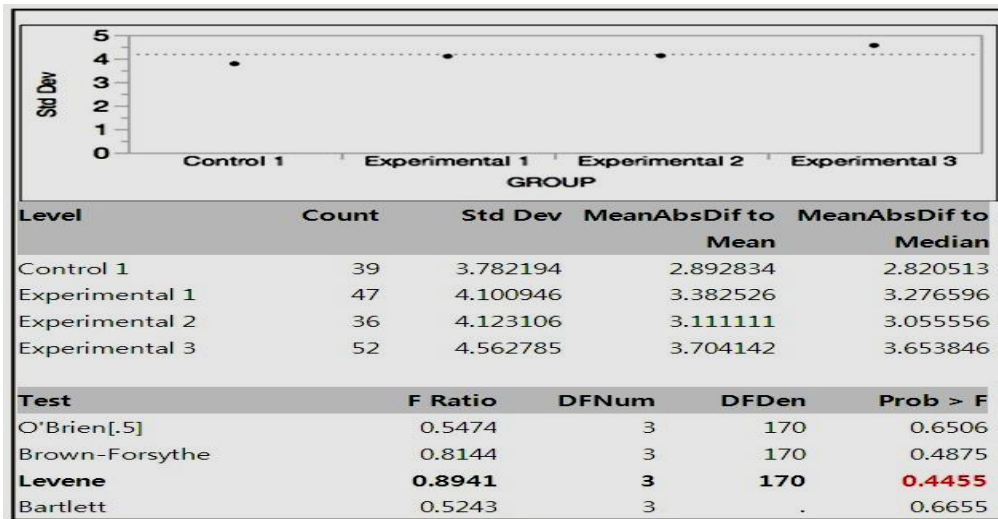 5
4
3
2
1
0
Std Dev
Control 1 Experimental 1 Experimental 2 Experimental 3
GROUP
Level Count Std Dev MeanAbsDif to Mean MeanAbsDif to Median
Control 1 39 3.782194 2.892834 2.820513
Experimental 1 47 4.100946 3.382526 3.276596
Experimental 2 36 4.123106 3.111111 3.055556
Experimental 3 52 4.562785 3.704142 3.653846
Test F Ratio DFNum DFDen Prob > F
O'Brien[.5] 0.5474 3 170 0.6506
Brown-Forsythe 0.8144 3 170 0.4875
Levene 0.8941 3 170 0.4455
Bartlett 0.5243 3 . 0.6655